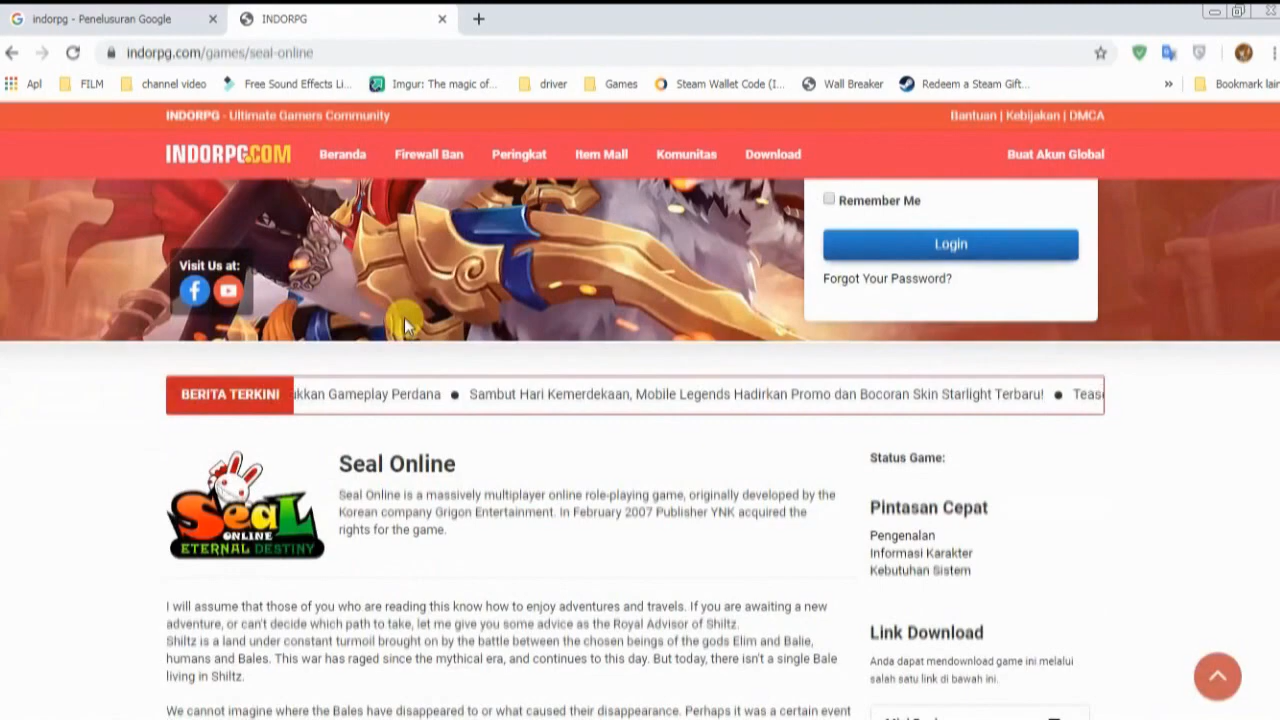 indorpg - Penelusuran Google
INDORPG
indorpg.com/games/seal-online
Apl
FILM
channel video
Free Sound Effects Li...
Imgur: The magic of...
driver
Games
Steam Wallet Code (I...
Wall Breaker
Redeem a Steam Gift...
»
Bookmark lain
INDORPG - Ultimate Gamers Community
Bantuan | Kebijakan | DMCA
INDORPG.COM
Beranda
Firewall Ban
Peringkat
Item Mall
Komunitas
Download
Buat Akun Global
Remember Me
Login
Forgot Your Password?
Visit Us at:
BERITA TERKINI
ukkan Gameplay Perdana ● Sambut Hari Kemerdekaan, Mobile Legends Hadirkan Promo dan Bocoran Skin Starlight Terbaru! ● Teas
SeaL
ONLINE
ETERNAL DESTINY
Seal Online
Seal Online is a massively multiplayer online role-playing game, originally developed by the
Korean company Grigon Entertainment. In February 2007 Publisher YNK acquired the
rights for the game.
Status Game:
Pintasan Cepat
Pengenalan
Informasi Karakter
Kebutuhan Sistem
I will assume that those of you who are reading this know how to enjoy adventures and travels. If you are awaiting a new
adventure, or can't decide which path to take, let me give you some advice as the Royal Advisor of Shiltz.
Shiltz is a land under constant turmoil brought on by the battle between the chosen beings of the gods Elim and Balie,
humans and Bales. This war has raged since the mythical era, and continues to this day. But today, there isn't a single Bale
living in Shiltz.
Link Download
Anda dapat mendownload game ini melalui
salah satu link di bawah ini.
We cannot imagine where the Bales have disappeared to or what caused their disappearance. Perhaps it was a certain event